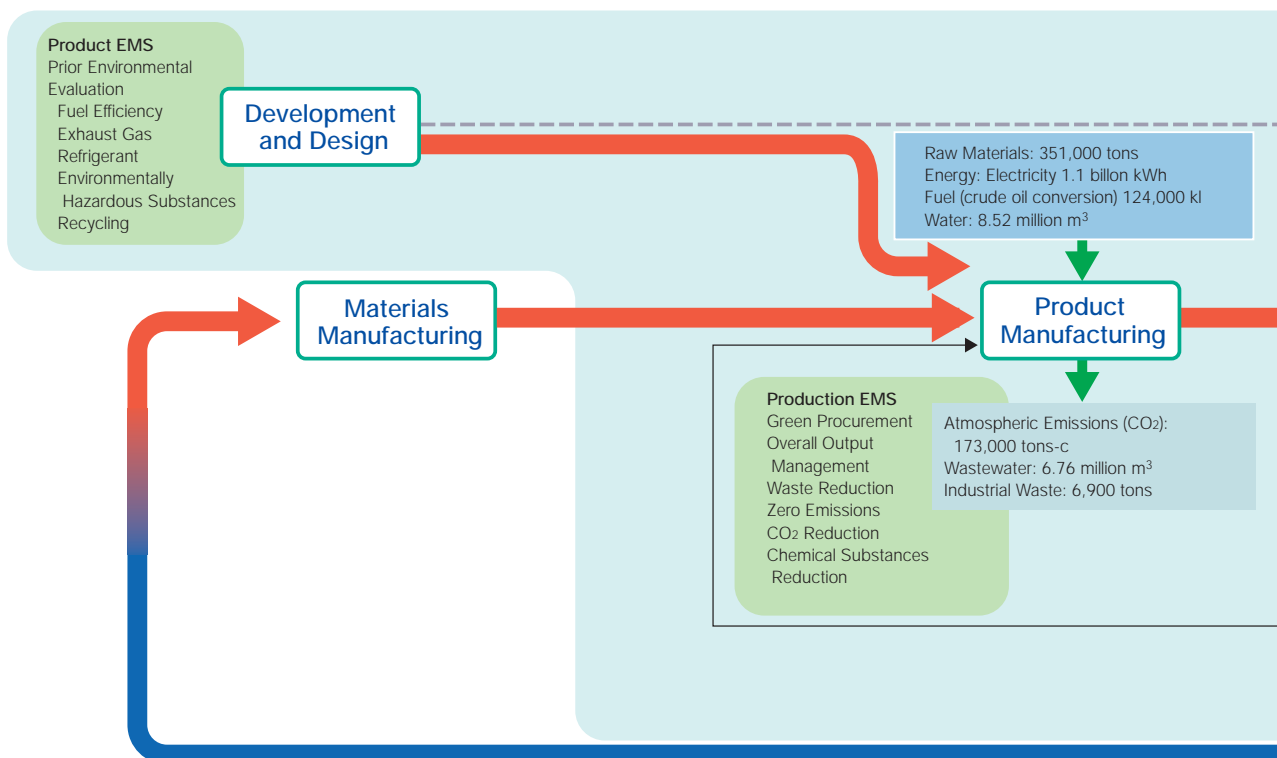 Product EMS
Prior Environmental
Evaluation
Fuel Efficiency
Exhaust Gas
Refrigerant
Environmentally
Hazardous Substances
Recycling
Development
and Design
Raw Materials: 351,000 tons
Energy: Electricity 1.1 billon kWh
Fuel (crude oil conversion) 124,000 kl
Water: 8.52 million m³
Materials
Manufacturing
Product
Manufacturing
Production EMS
Green Procurement
Overall Output
Management
Waste Reduction
Zero Emissions
CO₂ Reduction
Chemical Substances
Reduction
Atmospheric Emissions (CO₂):
173,000 tons-c
Wastewater: 6.76 million m³
Industrial Waste: 6,900 tons